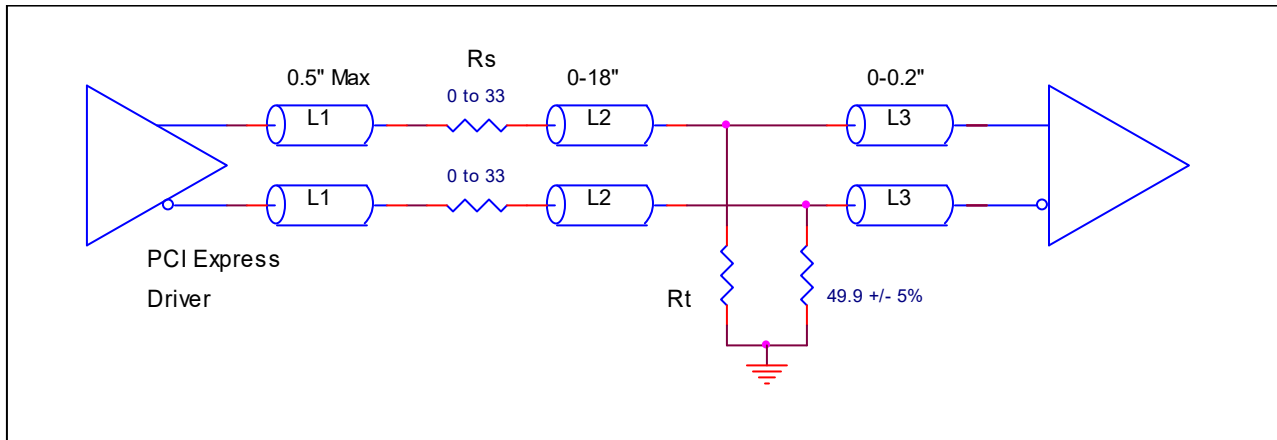 Rs
0.5" Max
0-18"
0-0.2"
0 to 33
L1
L2
L3
0 to 33
L1
L2
L3
PCI Express
Driver
Rt
49.9 +/- 5%